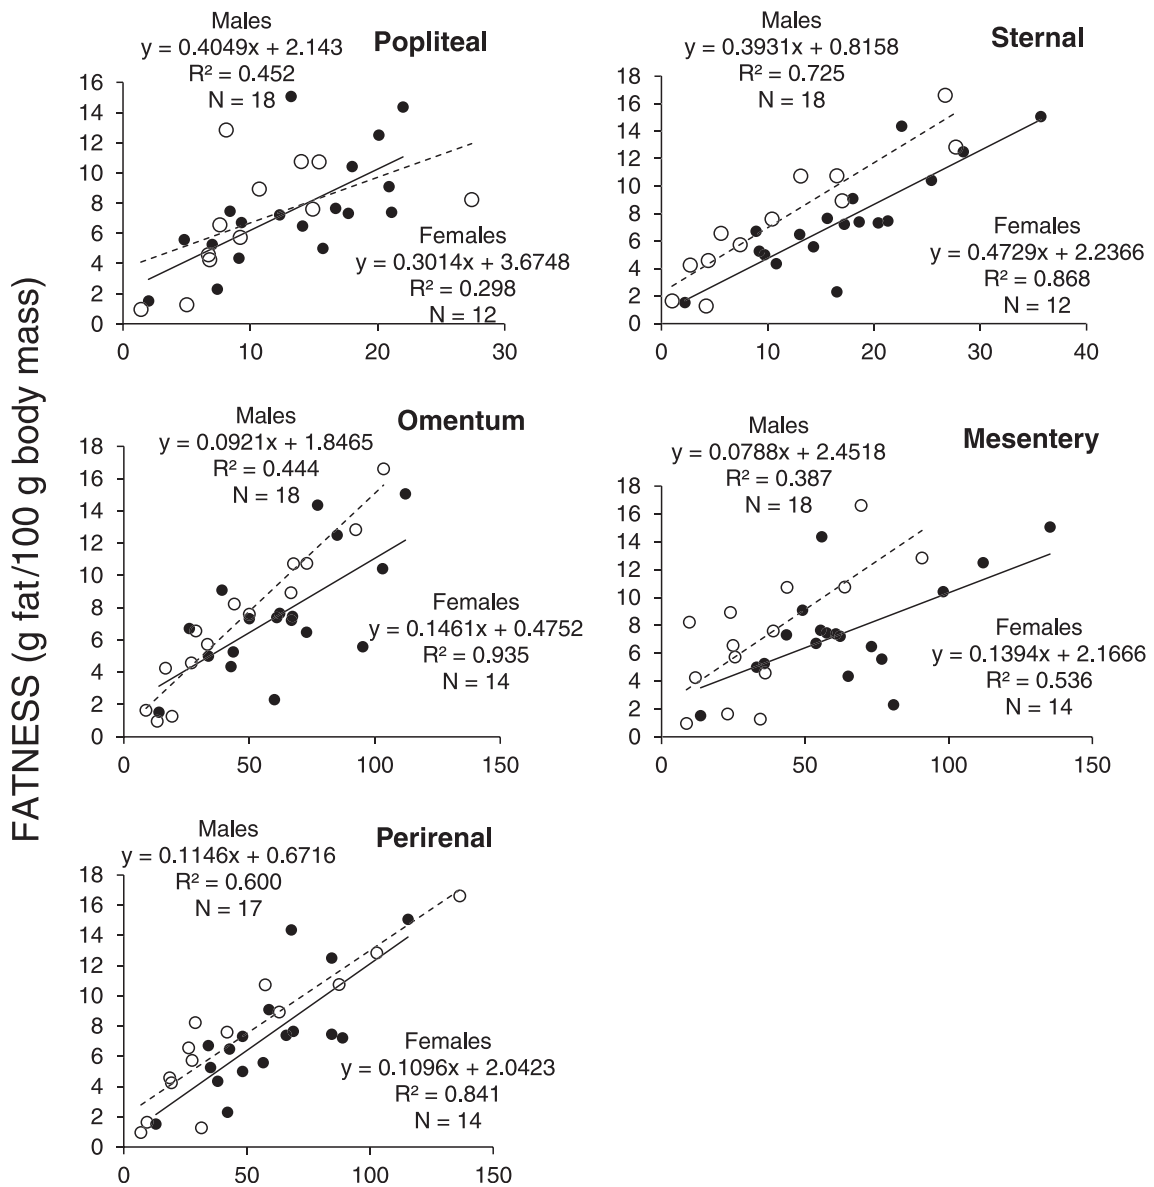 FATNESS (g fat/100 g body mass)
Males
y = 0.4049x + 2.143
R² = 0.452
N = 18
Popliteal
16
14
12
10
8
6
4
2
0
Females
y = 0.3014x + 3.6748
R² = 0.298
N = 12
0 10 20 30
Males
y = 0.3931x + 0.8158
R² = 0.725
N = 18
Sternal
18
16
14
12
10
8
6
4
2
0
Females
y = 0.4729x + 2.2366
R² = 0.868
N = 12
0 10 20 30 40
Males
y = 0.0921x + 1.8465
R² = 0.444
N = 18
Omentum
18
16
14
12
10
8
6
4
2
0
Females
y = 0.1461x + 0.4752
R² = 0.935
N = 14
0 50 100 150
Males
y = 0.0788x + 2.4518
R² = 0.387
N = 18
Mesentery
18
16
14
12
10
8
6
4
2
0
Females
y = 0.1394x + 2.1666
R² = 0.536
N = 14
0 50 100 150
Males
y = 0.1146x + 0.6716
R² = 0.600
N = 17
Perirenal
18
16
14
12
10
8
6
4
2
0
Females
y = 0.1096x + 2.0423
R² = 0.841
N = 14
0 50 100 150